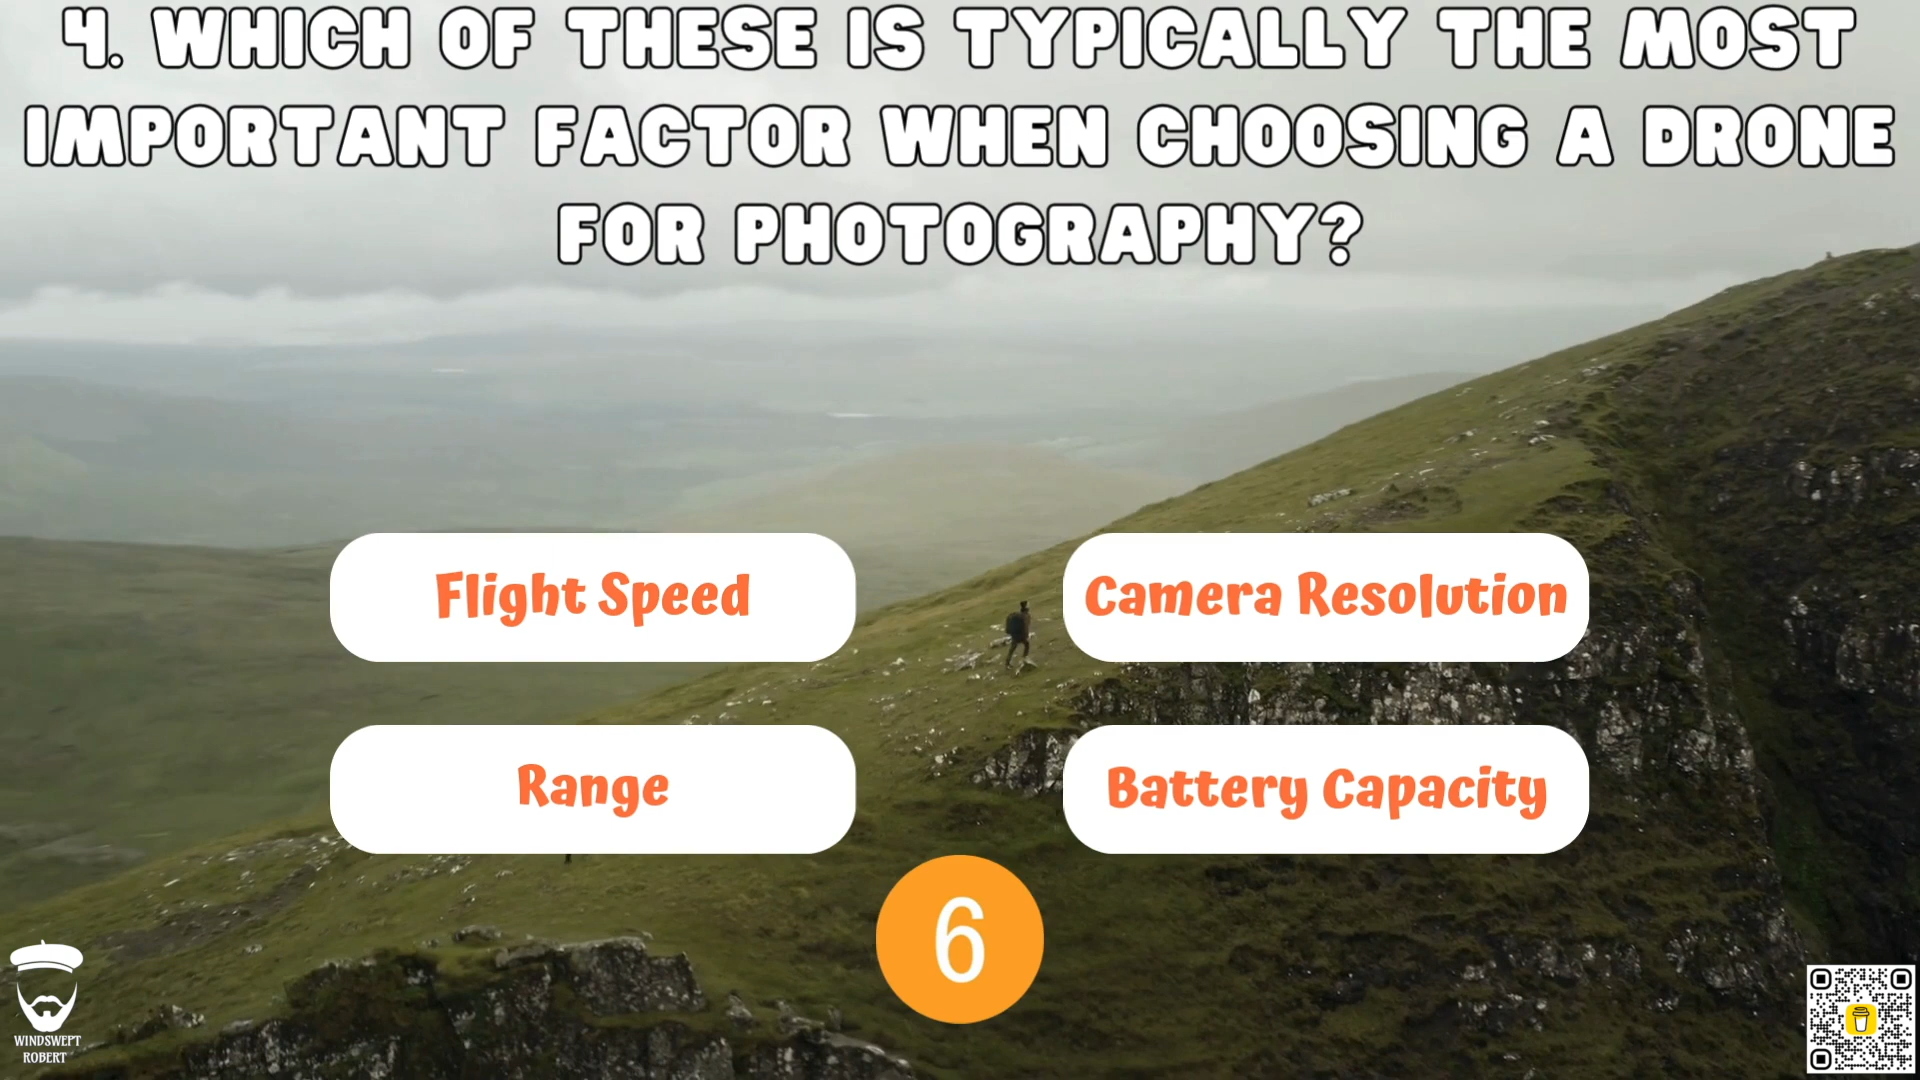 4. WHICH OF THESE IS TYPICALLY THE MOST
IMPORTANT FACTOR WHEN CHOOSING A DRONE
FOR PHOTOGRAPHY?
Flight Speed
Camera Resolution
Range
Battery Capacity
6
WINDSWEPT
ROBERT